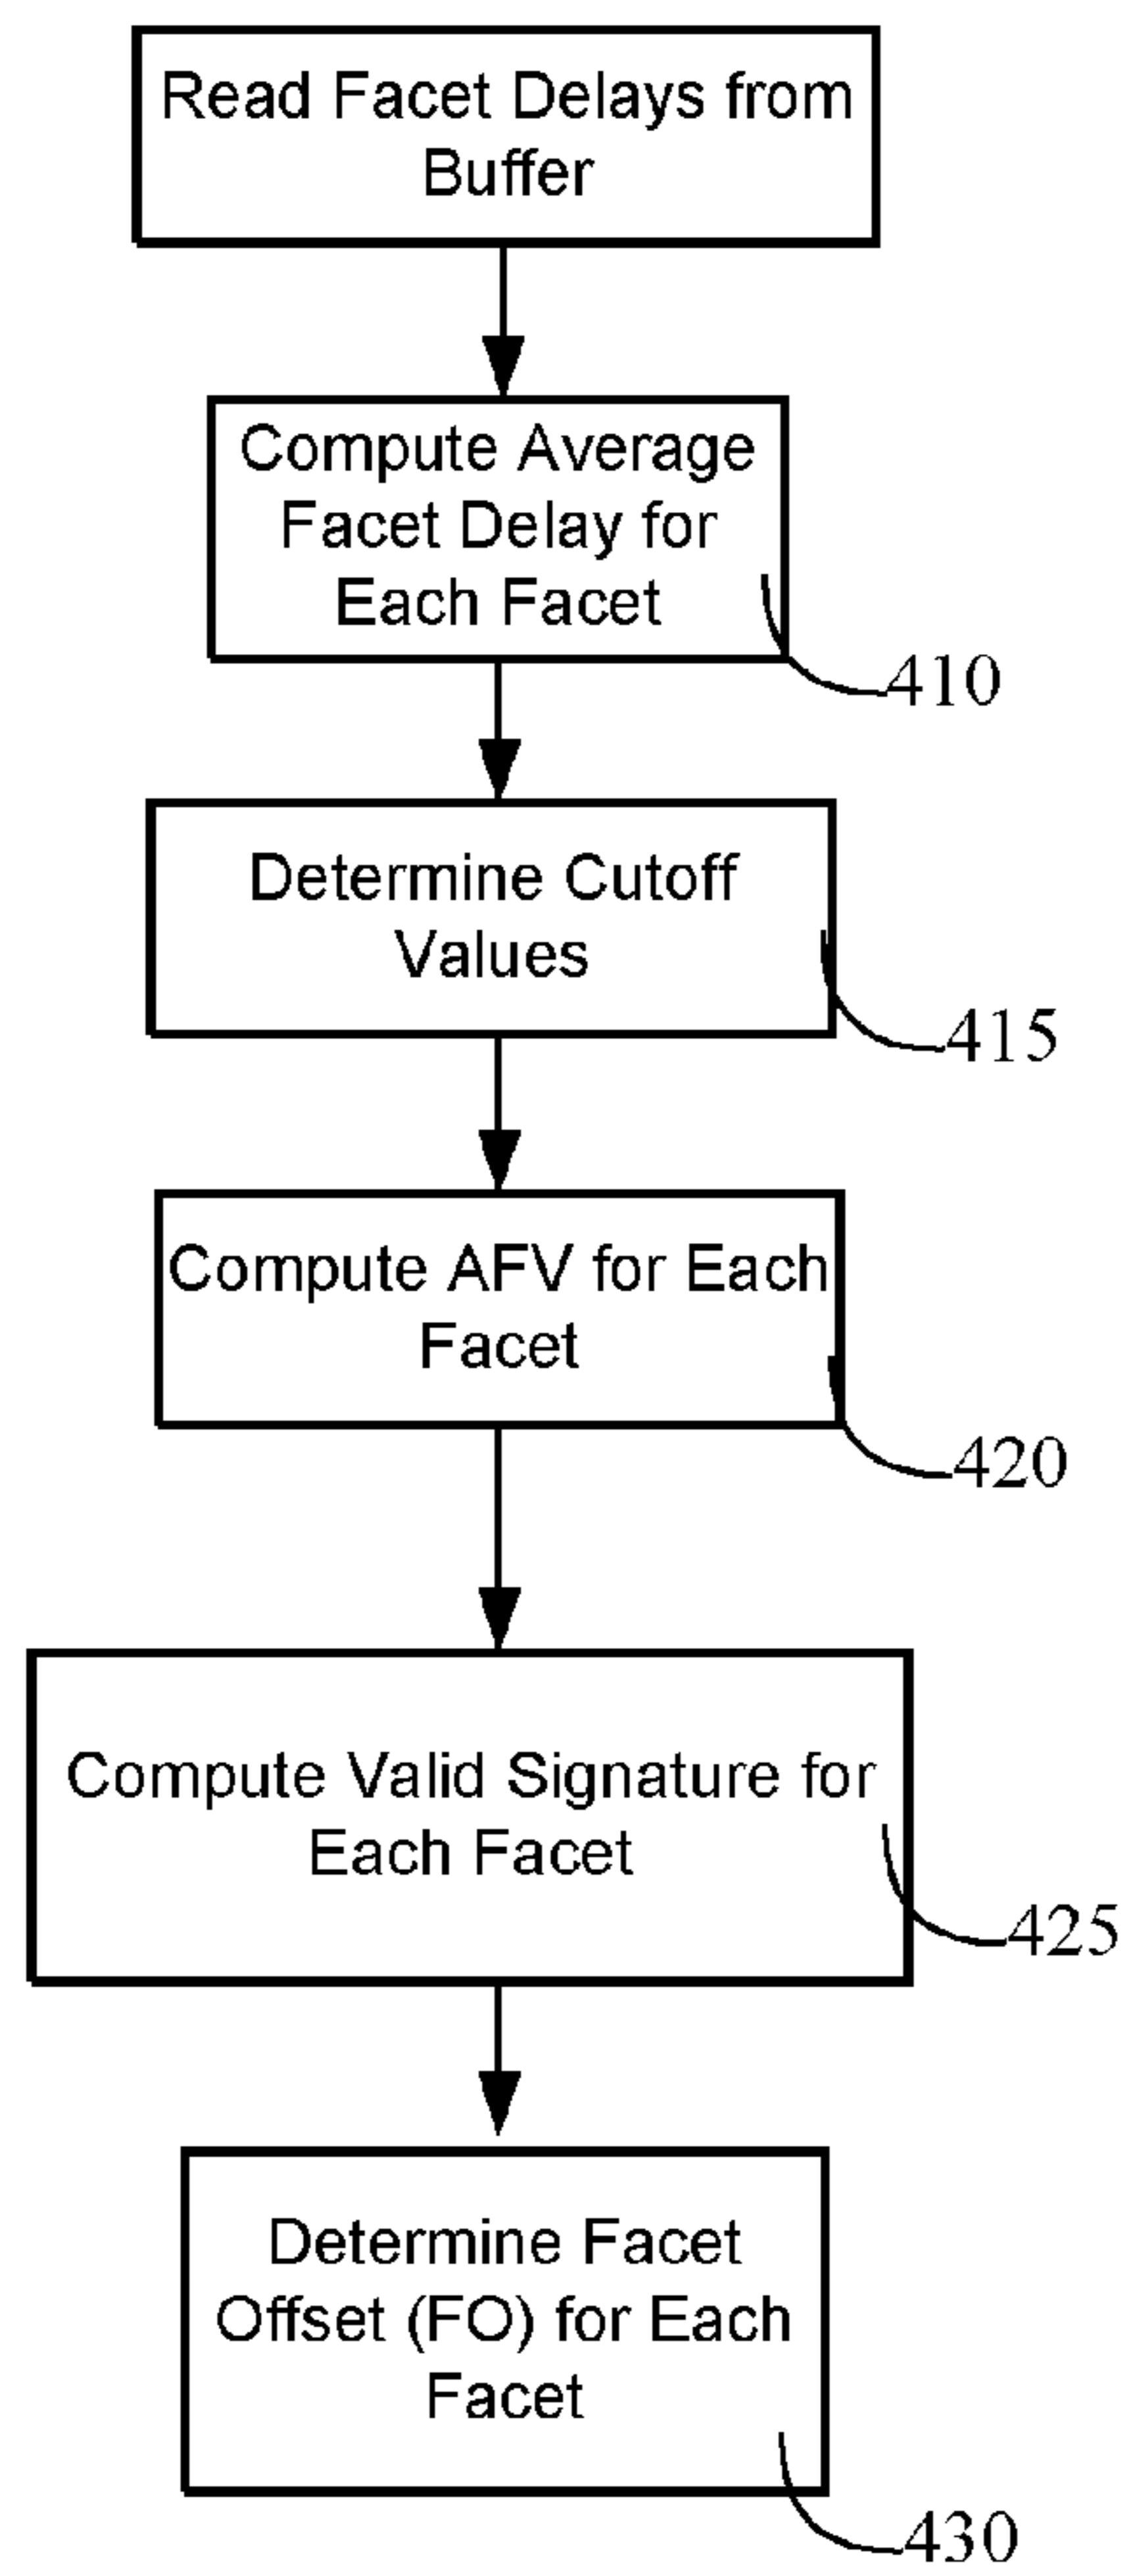 Read Facet Delays from
Buffer
Compute Average
Facet Delay for
Each Facet
410
Determine Cutoff
Values
415
Compute AFV for Each
Facet
420
Compute Valid Signature for
Each Facet
425
Determine Facet
Offset (FO) for Each
Facet
430